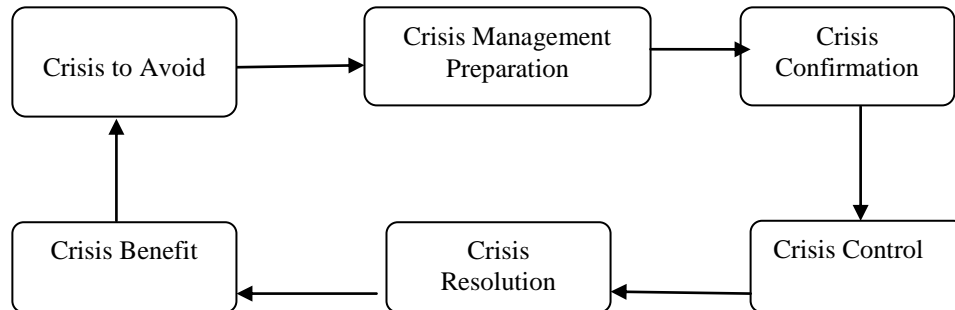 Crisis to Avoid
Crisis Management
Preparation
Crisis
Confirmation
Crisis Control
Crisis
Resolution
Crisis Benefit